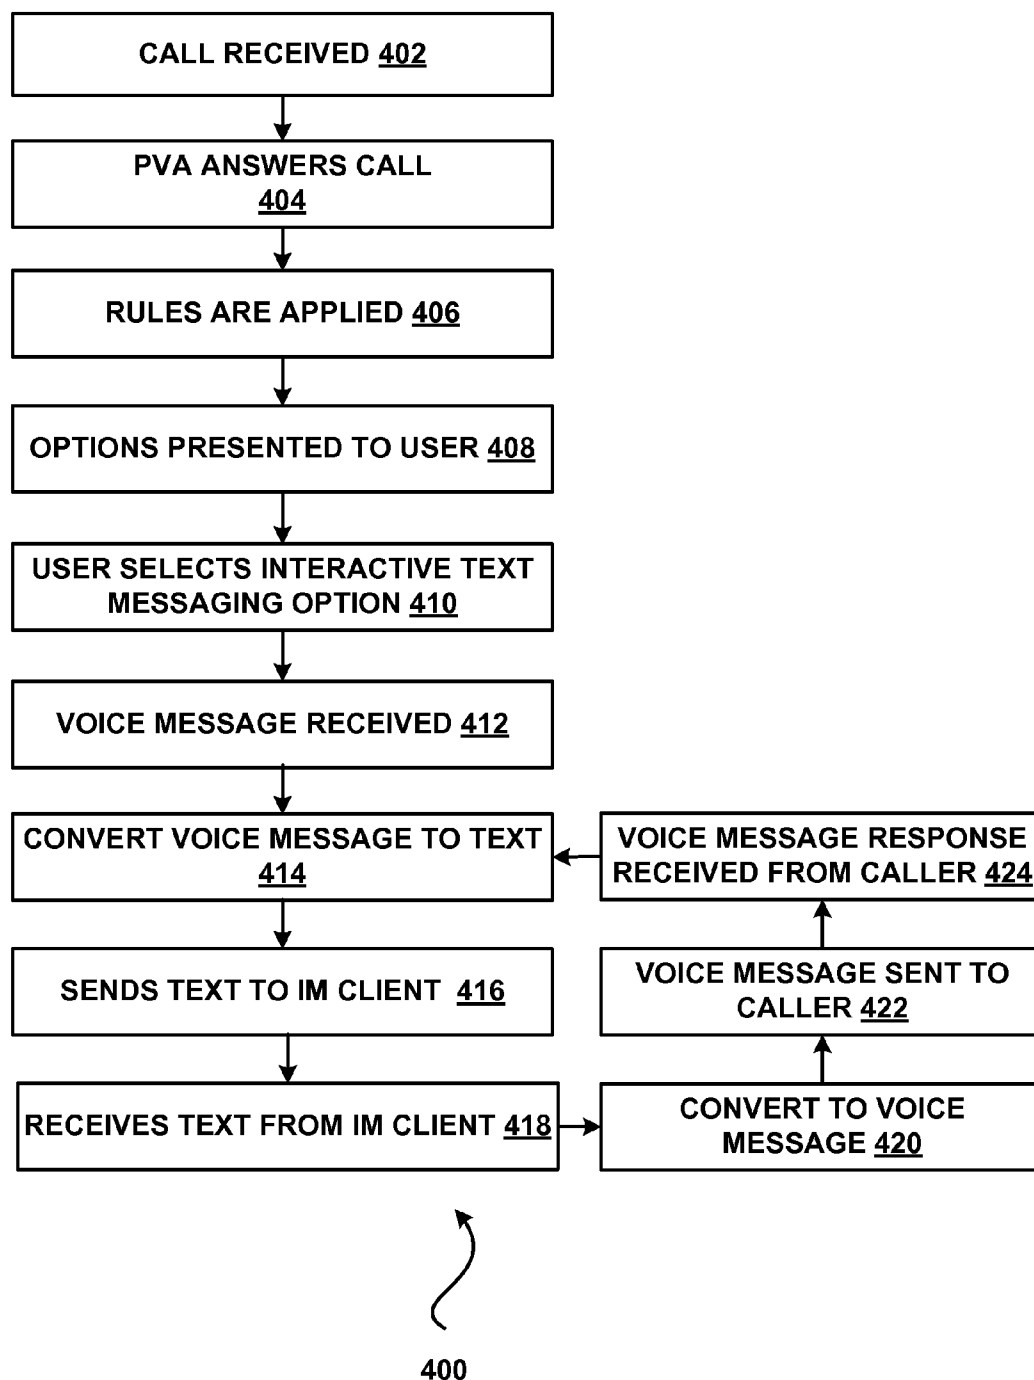 CALL RECEIVED 402
PVA ANSWERS CALL
404
RULES ARE APPLIED 406
OPTIONS PRESENTED TO USER 408
USER SELECTS INTERACTIVE TEXT
MESSAGING OPTION 410
VOICE MESSAGE RECEIVED 412
CONVERT VOICE MESSAGE TO TEXT
414
SENDS TEXT TO IM CLIENT 416
RECEIVES TEXT FROM IM CLIENT 418
CONVERT TO VOICE
MESSAGE 420
VOICE MESSAGE SENT TO
CALLER 422
VOICE MESSAGE RESPONSE
RECEIVED FROM CALLER 424
400